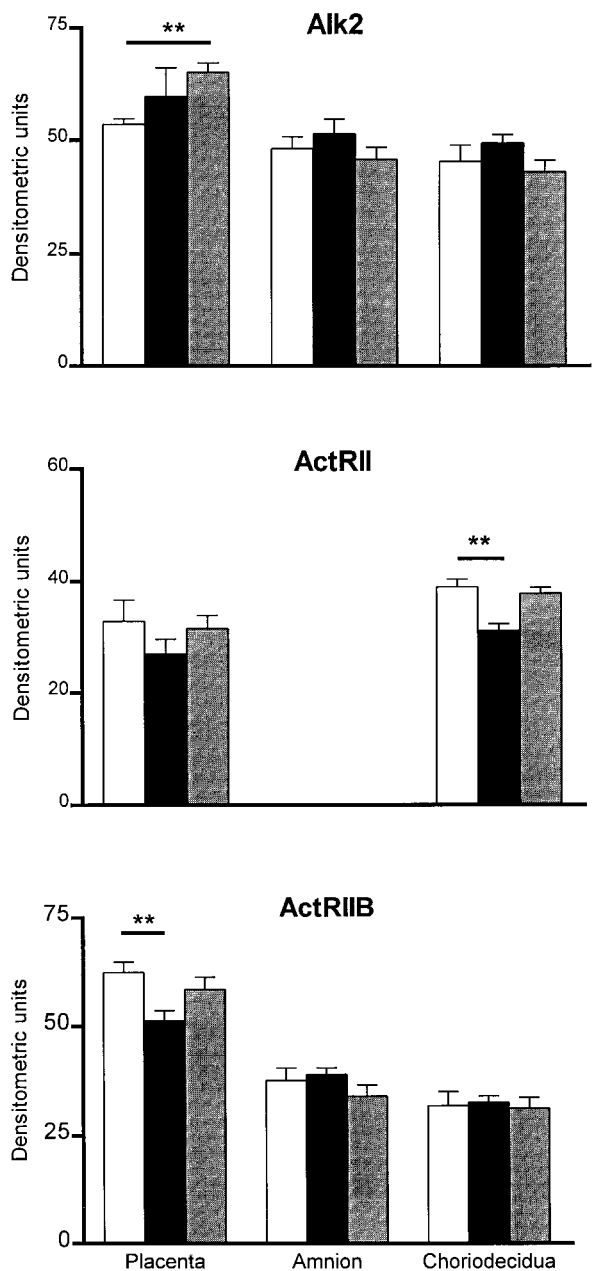 Alk2
75
50
25
0
Densitometric units
**
ActRII
60
40
20
0
Densitometric units
**
ActRIIB
75
50
25
0
Densitometric units
**
Placenta Amnion Choriodecidua